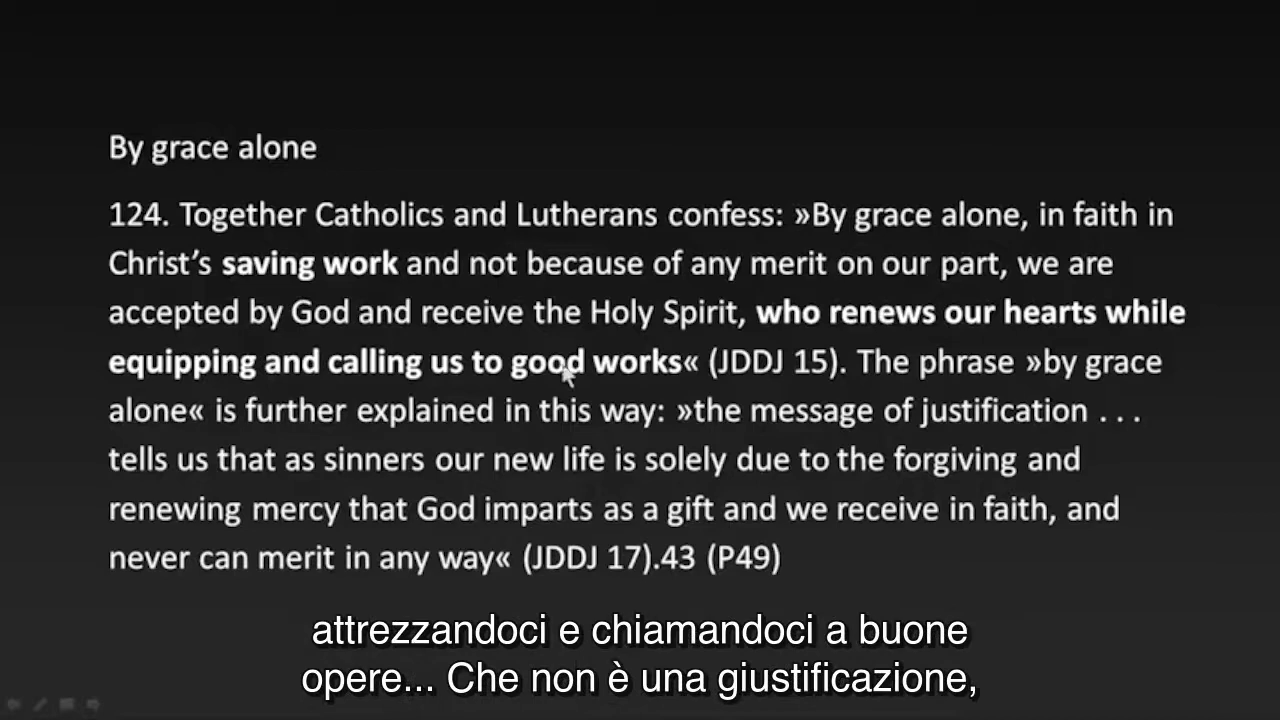 By grace alone
124. Together Catholics and Lutherans confess: »By grace alone, in faith in
Christ’s saving work and not because of any merit on our part, we are
accepted by God and receive the Holy Spirit, who renews our hearts while
equipping and calling us to good works« (JDDJ 15). The phrase »by grace
alone« is further explained in this way: »the message of justification . . .
tells us that as sinners our new life is solely due to the forgiving and
renewing mercy that God imparts as a gift and we receive in faith, and
never can merit in any way« (JDDJ 17).43 (P49)
attrezzandoci e chiamandoci a buone
opere... Che non è una giustificazione,